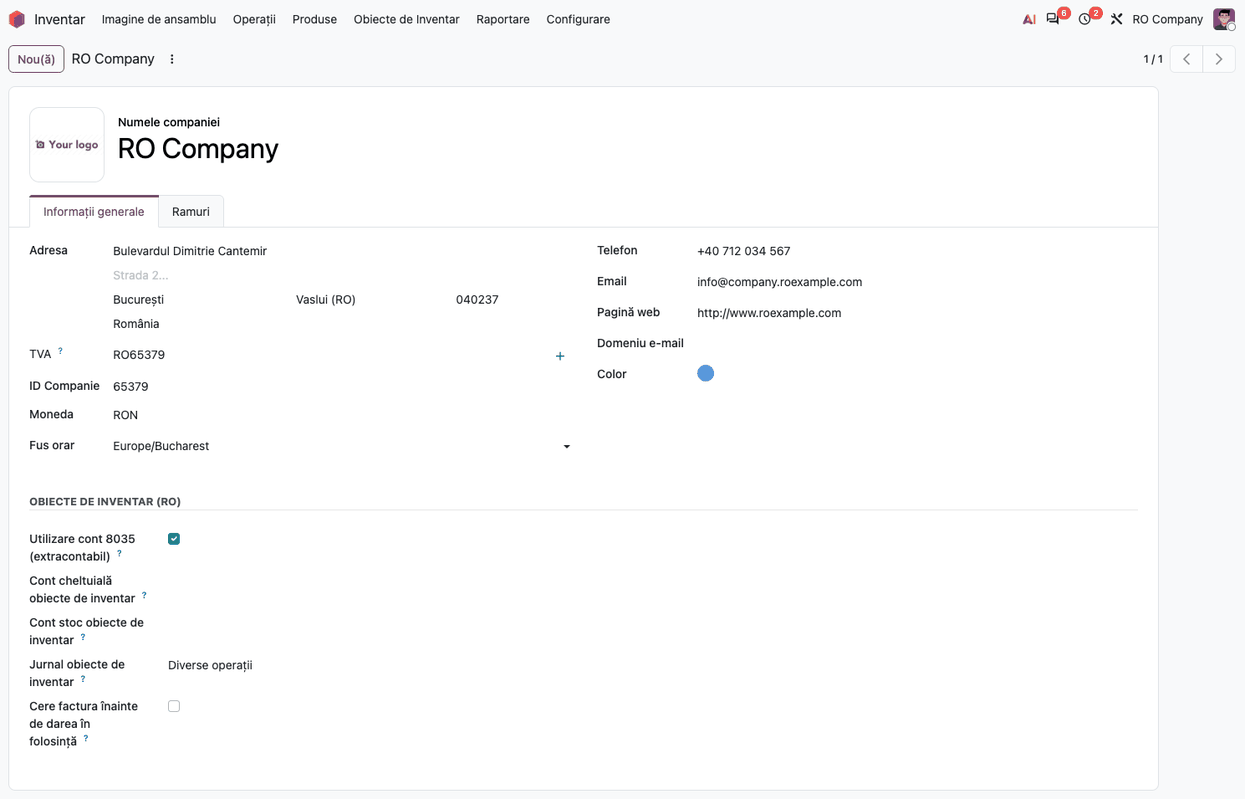 Inventar Imagine de ansamblu Operații Produse Obiecte de Inventar Raportare Configurare AI 6 2 RO Company
Nou(ă) RO Company 1 / 1
Your logo
Numele companiei
RO Company
Informații generale Ramuri
Adresa Bulevardul Dimitrie Cantemir
Strada 2...
București Vaslui (RO) 040237
România
TVA ? RO65379 +
ID Companie 65379
Moneda RON
Fus orar Europe/Bucharest
Telefon +40 712 034 567
Email info@company.roexample.com
Pagină web http://www.roexample.com
Domeniu e-mail
Color
OBIECTE DE INVENTAR (RO)
Utilizare cont 8035
(extracontabil) ?
Cont cheltuială
obiecte de inventar ?
Cont stoc obiecte de
inventar ?
Jurnal obiecte de Diverse operații
inventar ?
Cere factura înainte
de darea în
folosință ?